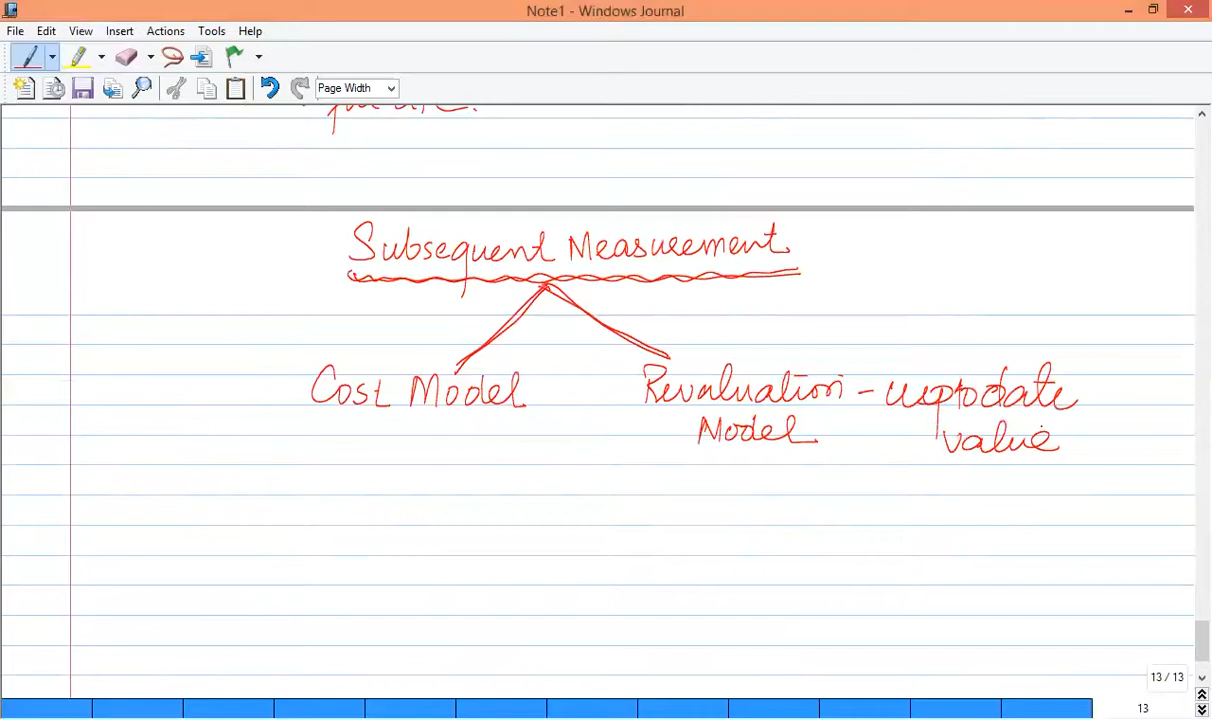 Note1 - Windows Journal
File Edit View Insert Actions Tools Help
Page Width
Subsequent Measurement
Cost Model
Revaluation - uptodate
Model value
13 / 13
13